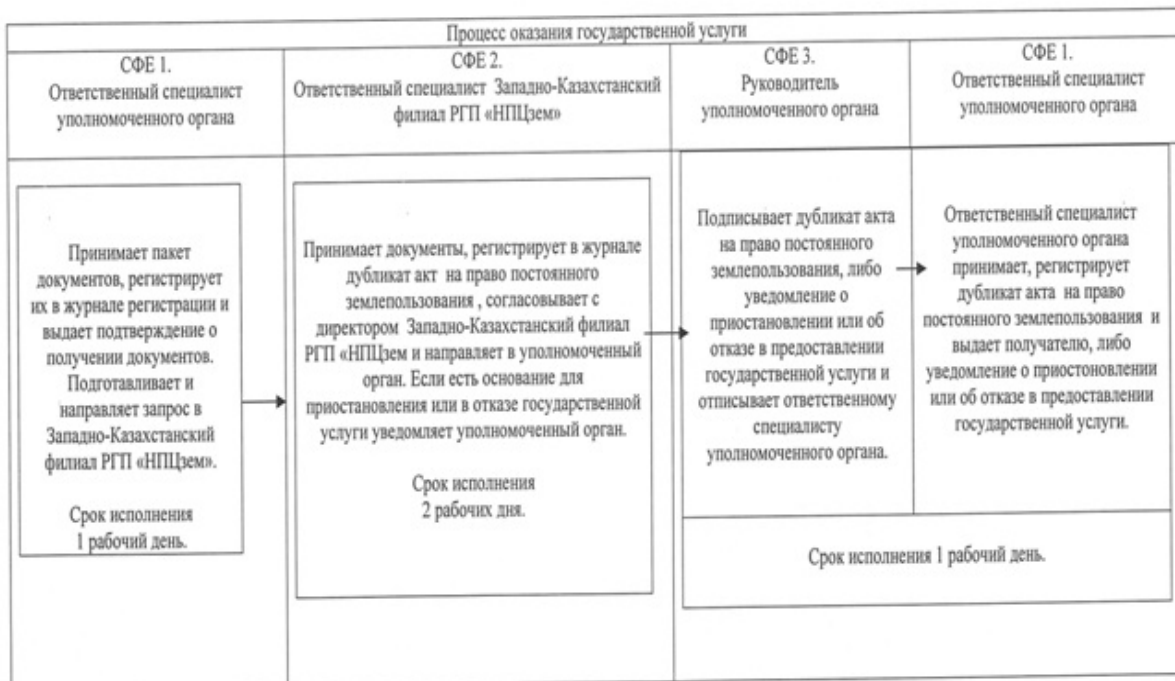 Процесс оказания государственной услуги
СФЕ 1.
Ответственный специалист
уполномоченного органа
СФЕ 2.
Ответственный специалист Западно-Казахстанский
филиал РГП «НПЦзем»
СФЕ 3.
Руководитель
уполномоченного органа
СФЕ 1.
Ответственный специалист
уполномоченного органа
Принимает пакет
документов, регистрирует
их в журнале регистрации и
выдает подтверждение о
получении документов.
Подготавливает и
направляет запрос в
Западно-Казахстанский
филиал РГП «НПЦзем».
Срок исполнения
1 рабочий день.
Принимает документы, регистрирует в журнале
дубликат акт на право постоянного
землепользования , согласовывает с
директором Западно-Казахстанский филиал
РГП «НПЦзем и направляет в уполномоченный
орган. Если есть основание для
приостановления или в отказе государственной
услуги уведомляет уполномоченный орган.
Срок исполнения
2 рабочих дня.
Подписывает дубликат акта
на право постоянного
землепользования, либо
уведомление о
приостановлении или об
отказе в предоставлении
государственной услуги и
отписывает ответственному
специалисту
уполномоченного органа.
Ответственный специалист
уполномоченного органа
принимает, регистрирует
дубликат акта на право
постоянного землепользования и
выдает получателю, либо
уведомление о приостоновлении
или об отказе в предоставлении
государственной услуги.
Срок исполнения 1 рабочий день.